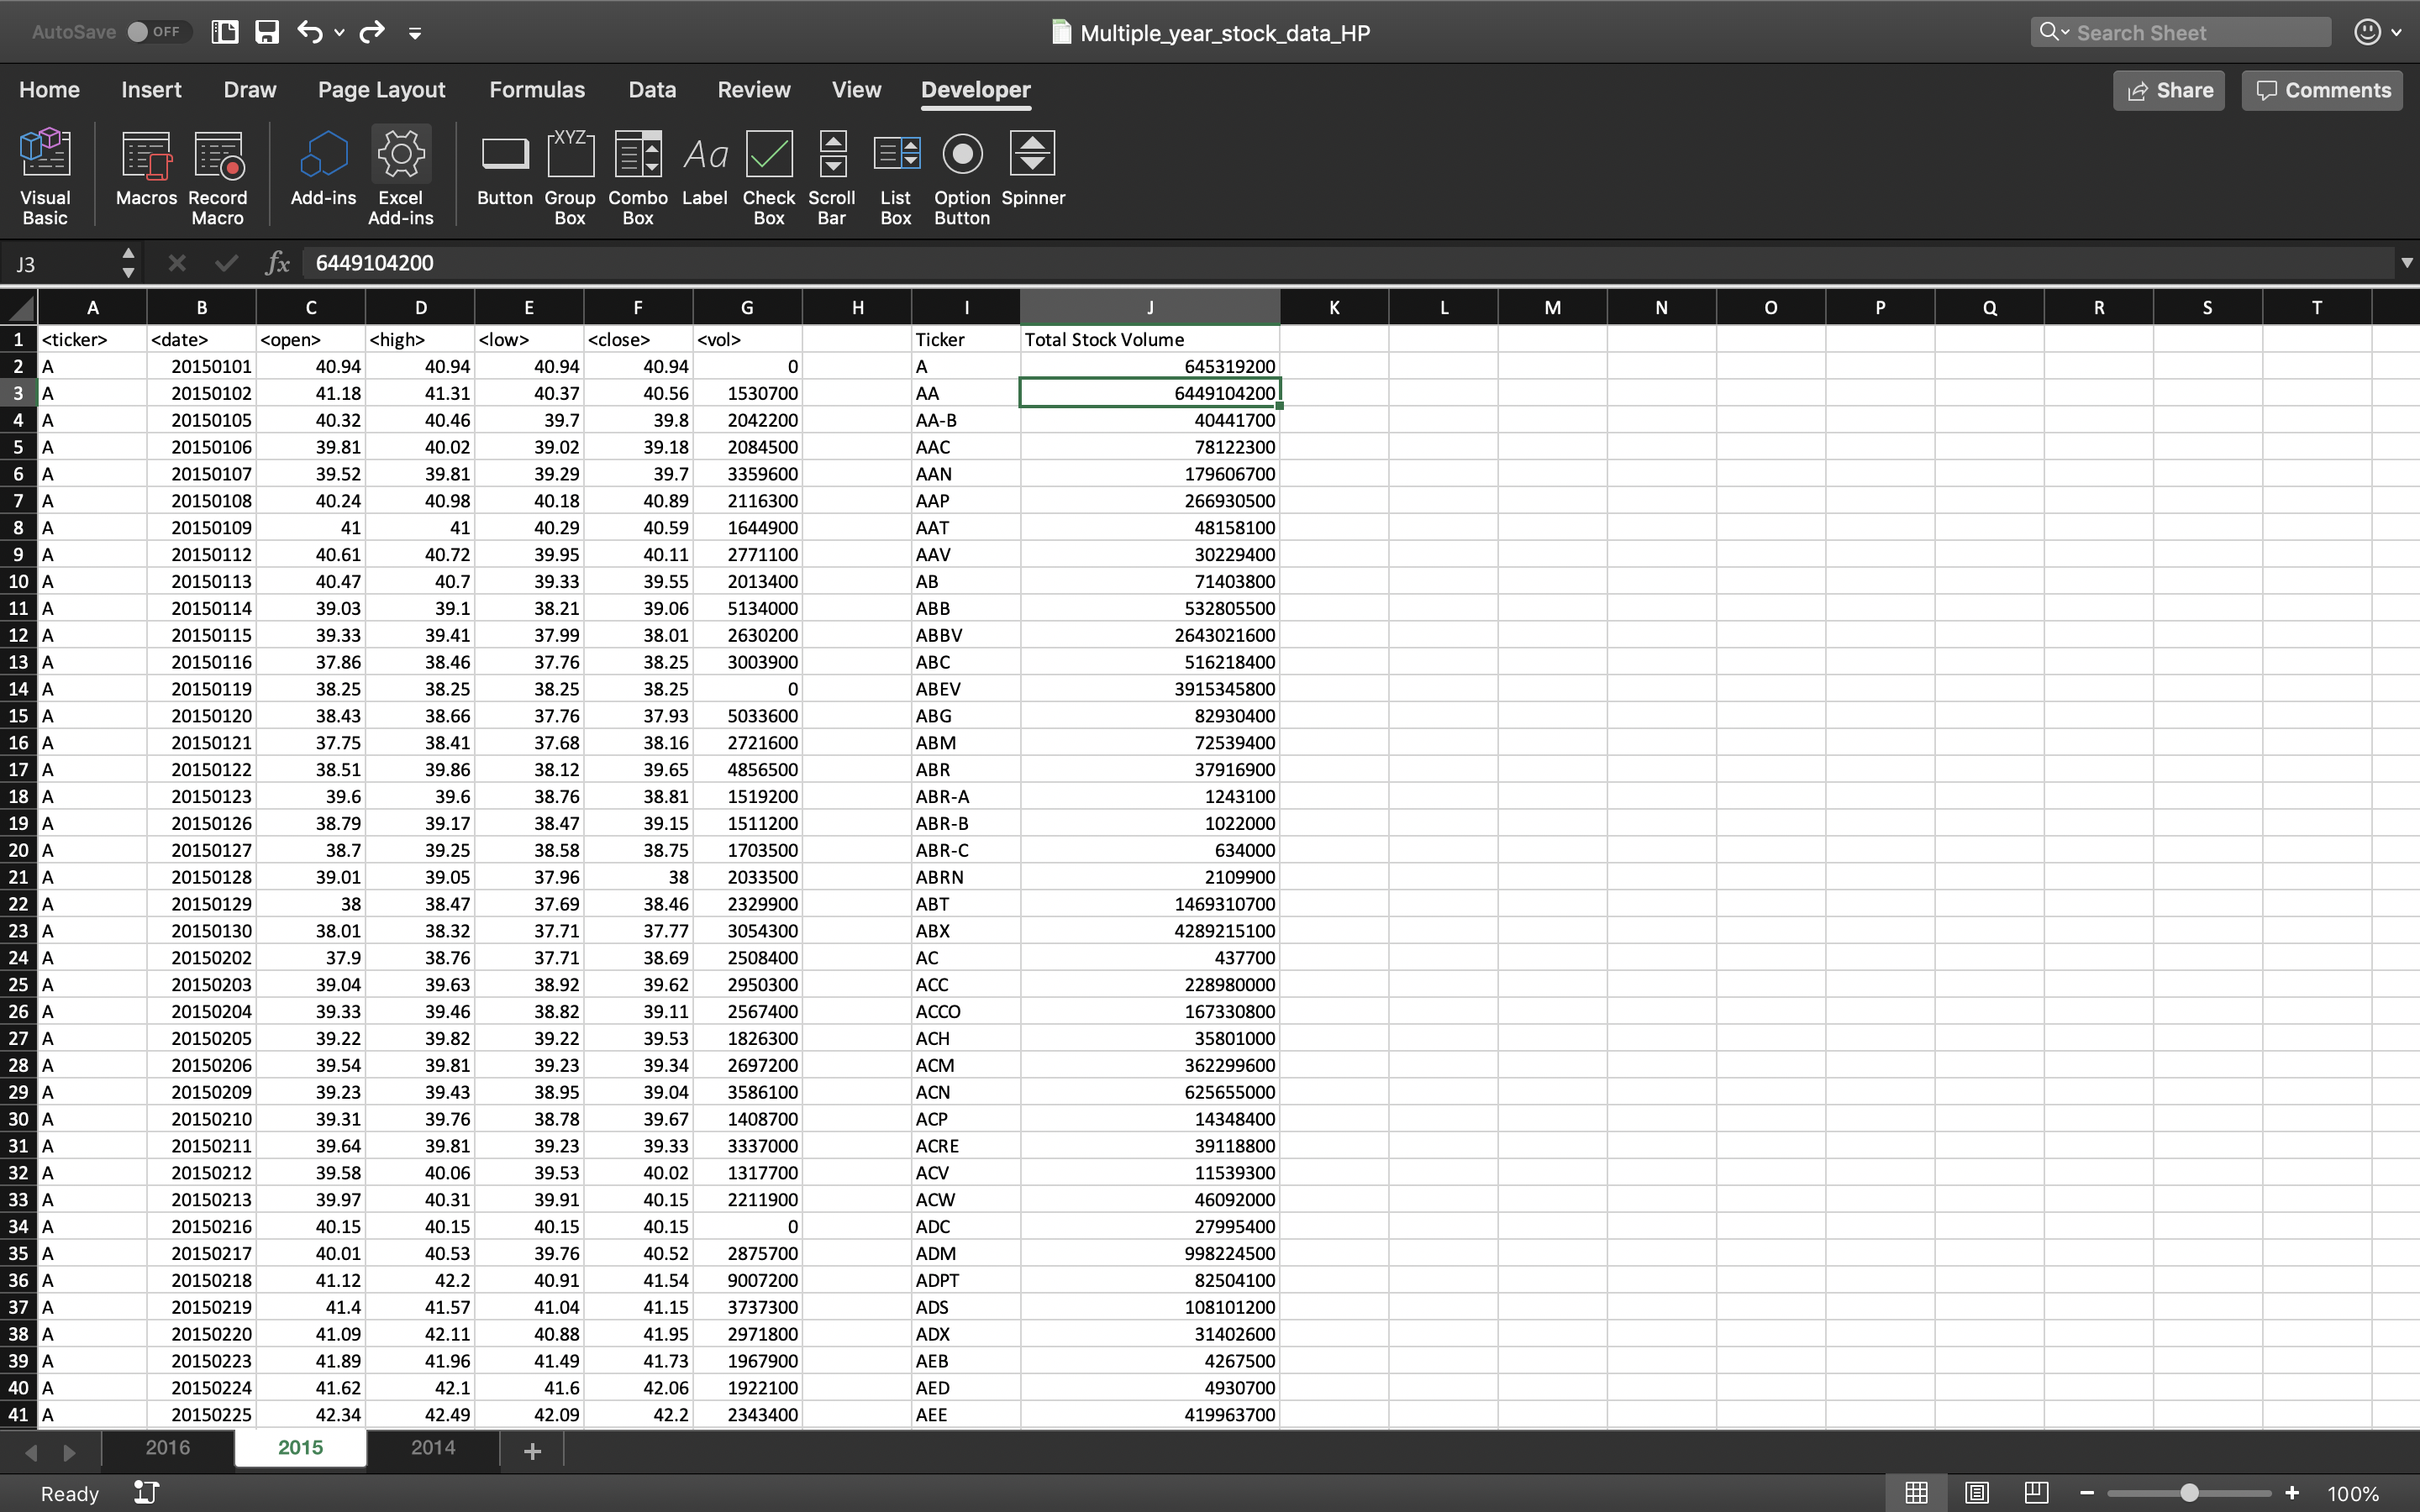 AutoSave OFF Multiple_year_stock_data_HP Search Sheet
Home Insert Draw Page Layout Formulas Data Review View Developer Share Comments
Visual Basic Macros Record Macro Add-ins Excel Add-ins Button XYZ Group Box Combo Box Aa Label Check Box Scroll Bar List Box Option Button Spinner
J3 fx 6449104200
A B C D E F G H I J K L M N O P Q R S T
1 <ticker> <date> <open> <high> <low> <close> <vol> Ticker Total Stock Volume
2 A 20150101 40.94 40.94 40.94 40.94 0 A 645319200
3 A 20150102 41.18 41.31 40.37 40.56 1530700 AA 6449104200
4 A 20150105 40.32 40.46 39.7 39.8 2042200 AA-B 40441700
5 A 20150106 39.81 40.02 39.02 39.18 2084500 AAC 78122300
6 A 20150107 39.52 39.81 39.29 39.7 3359600 AAN 179606700
7 A 20150108 40.24 40.98 40.18 40.89 2116300 AAP 266930500
8 A 20150109 41 41 40.29 40.59 1644900 AAT 48158100
9 A 20150112 40.61 40.72 39.95 40.11 2771100 AAV 30229400
10 A 20150113 40.47 40.7 39.33 39.55 2013400 AB 71403800
11 A 20150114 39.03 39.1 38.21 39.06 5134000 ABB 532805500
12 A 20150115 39.33 39.41 37.99 38.01 2630200 ABBV 2643021600
13 A 20150116 37.86 38.46 37.76 38.25 3003900 ABC 516218400
14 A 20150119 38.25 38.25 38.25 38.25 0 ABEV 3915345800
15 A 20150120 38.43 38.66 37.76 37.93 5033600 ABG 82930400
16 A 20150121 37.75 38.41 37.68 38.16 2721600 ABM 72539400
17 A 20150122 38.51 39.86 38.12 39.65 4856500 ABR 37916900
18 A 20150123 39.6 39.6 38.76 38.81 1519200 ABR-A 1243100
19 A 20150126 38.79 39.17 38.47 39.15 1511200 ABR-B 1022000
20 A 20150127 38.7 39.25 38.58 38.75 1703500 ABR-C 634000
21 A 20150128 39.01 39.05 37.96 38 2033500 ABRN 2109900
22 A 20150129 38 38.47 37.69 38.46 2329900 ABT 1469310700
23 A 20150130 38.01 38.32 37.71 37.77 3054300 ABX 4289215100
24 A 20150202 37.9 38.76 37.71 38.69 2508400 AC 437700
25 A 20150203 39.04 39.63 38.92 39.62 2950300 ACC 228980000
26 A 20150204 39.33 39.46 38.82 39.11 2567400 ACCO 167330800
27 A 20150205 39.22 39.82 39.22 39.53 1826300 ACH 35801000
28 A 20150206 39.54 39.81 39.23 39.34 2697200 ACM 362299600
29 A 20150209 39.23 39.43 38.95 39.04 3586100 ACN 625655000
30 A 20150210 39.31 39.76 38.78 39.67 1408700 ACP 14348400
31 A 20150211 39.64 39.81 39.23 39.33 3337000 ACRE 39118800
32 A 20150212 39.58 40.06 39.53 40.02 1317700 ACV 11539300
33 A 20150213 39.97 40.31 39.91 40.15 2211900 ACW 46092000
34 A 20150216 40.15 40.15 40.15 40.15 0 ADC 27995400
35 A 20150217 40.01 40.53 39.76 40.52 2875700 ADM 998224500
36 A 20150218 41.12 42.2 40.91 41.54 9007200 ADPT 82504100
37 A 20150219 41.4 41.57 41.04 41.15 3737300 ADS 108101200
38 A 20150220 41.09 42.11 40.88 41.95 2971800 ADX 31402600
39 A 20150223 41.89 41.96 41.49 41.73 1967900 AEB 4267500
40 A 20150224 41.62 42.1 41.6 42.06 1922100 AED 4930700
41 A 20150225 42.34 42.49 42.09 42.2 2343400 AEE 419963700
2016 2015 2014 +
Ready 100%